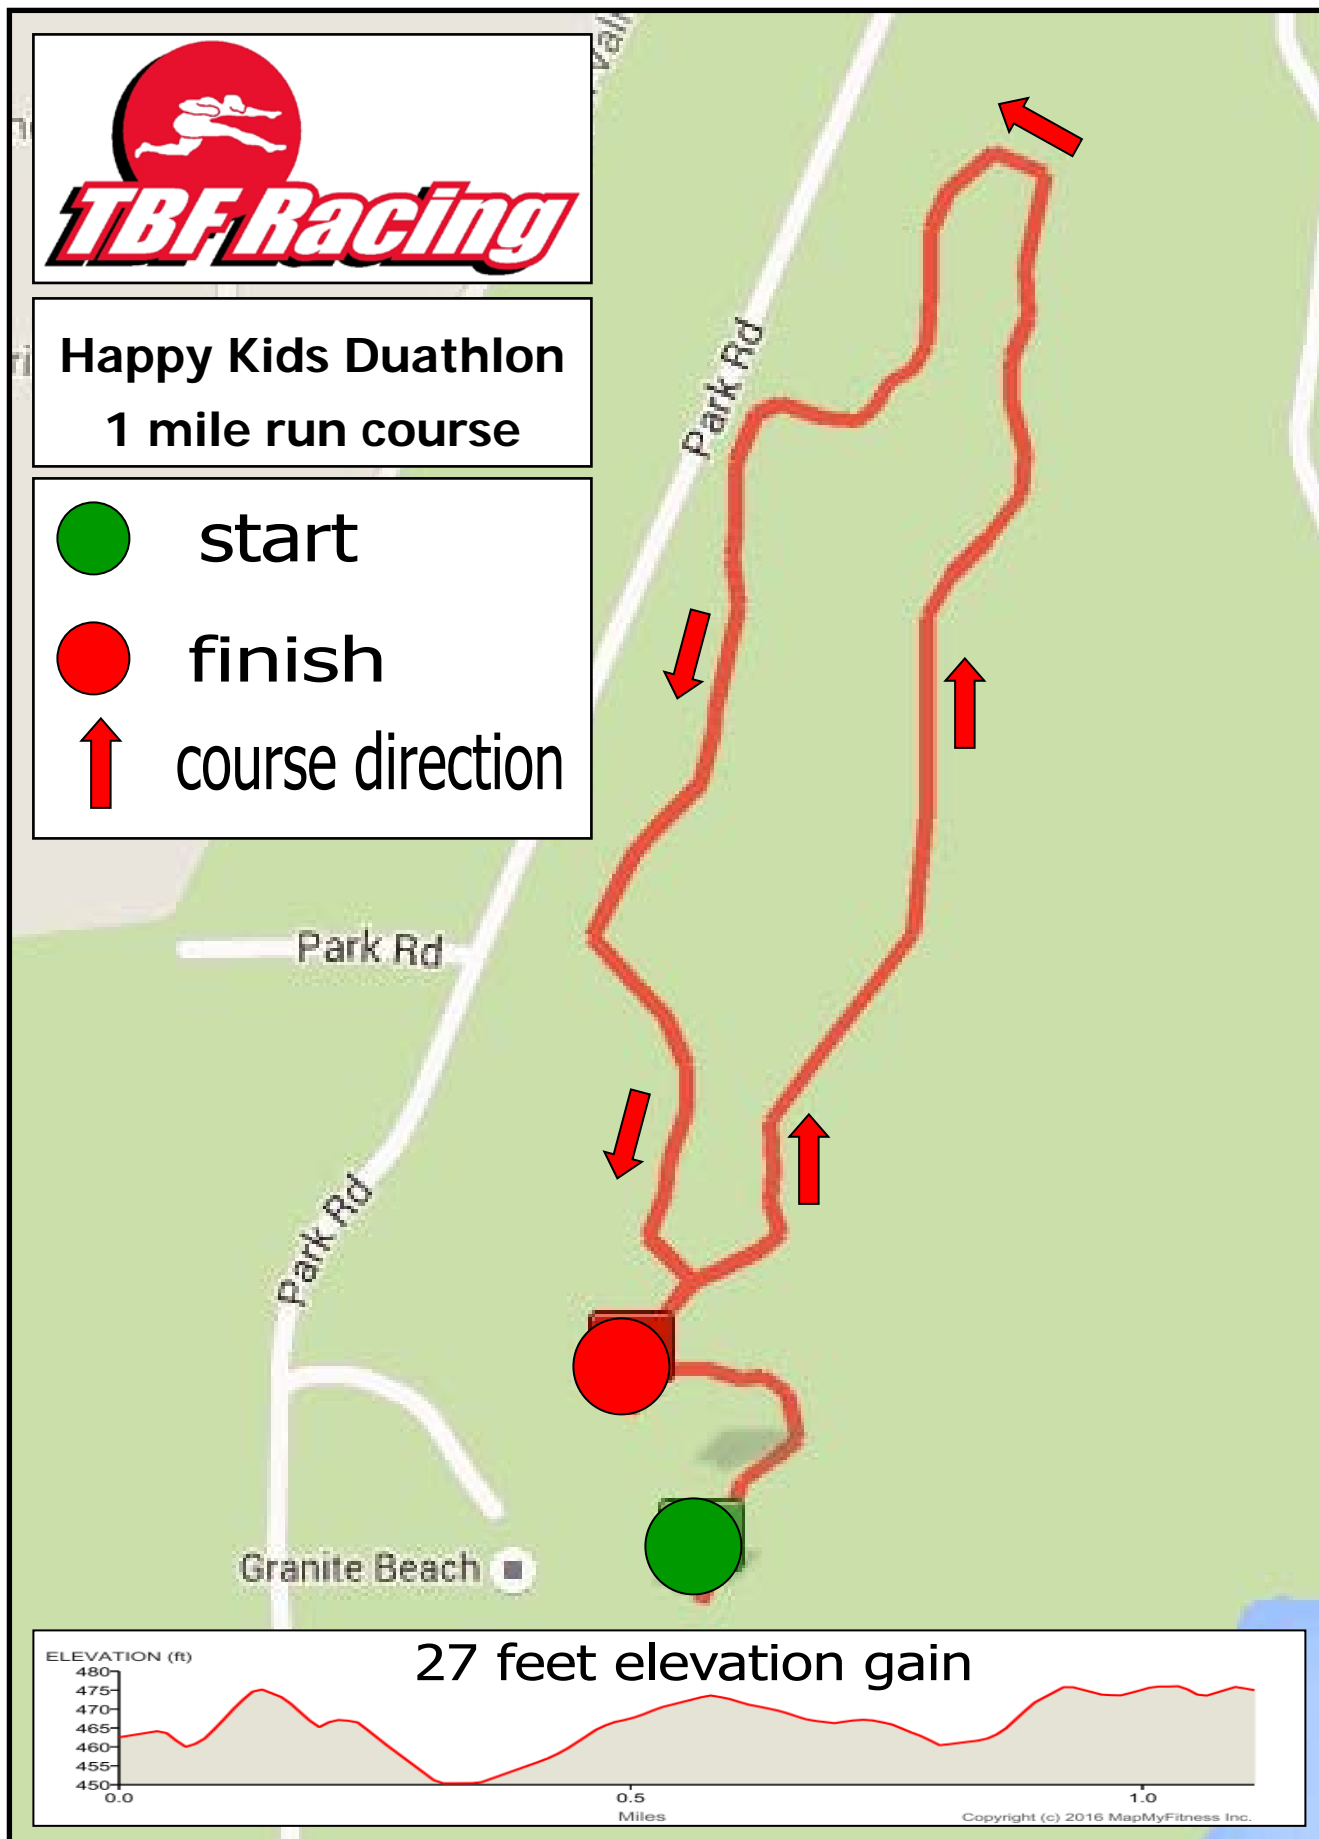 TBF Racing
Happy Kids Duathlon
1 mile run course
start
finish
course direction
Park Rd
Park Rd
Park Rd
Granite Beach
27 feet elevation gain
ELEVATION (ft)
480
475
470
465
460
455
450
0.0 0.5 1.0
Miles
Copyright (c) 2016 MapMyFitness Inc.